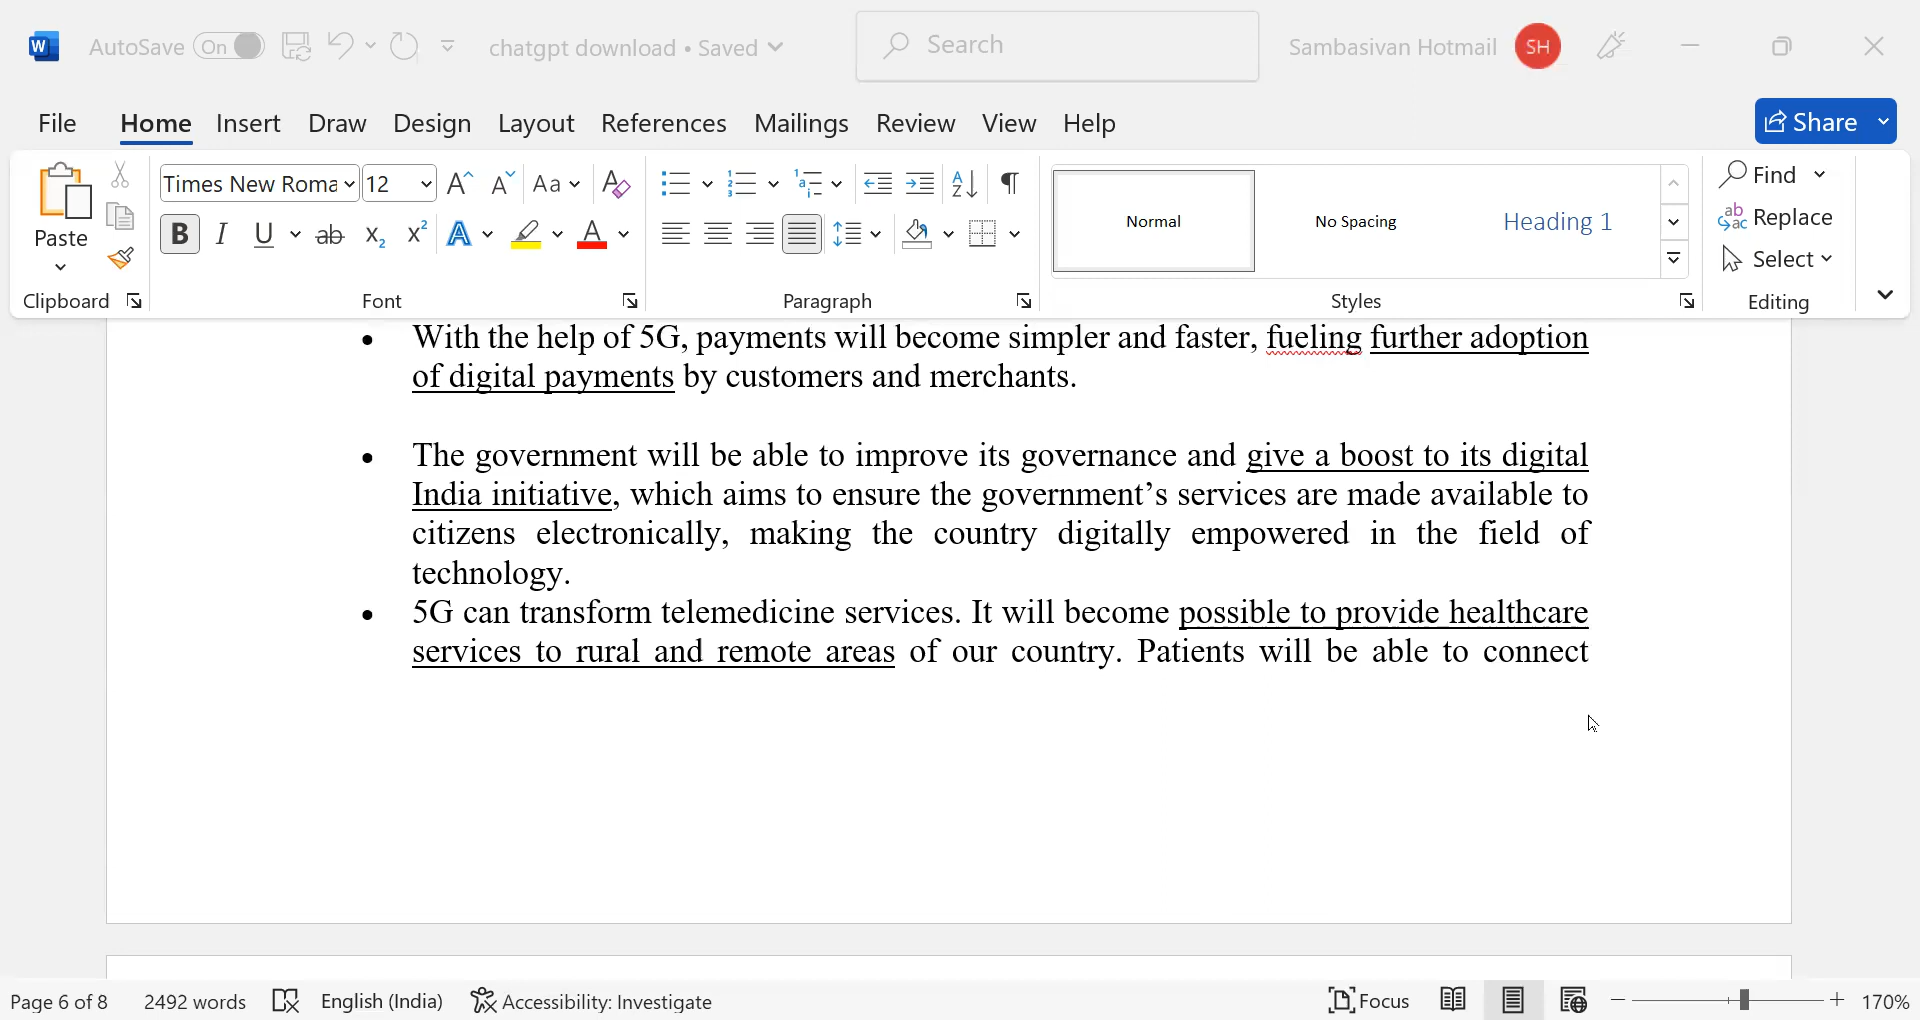 AutoSave On chatgpt download • Saved Search Sambasivan Hotmail SH
File Home Insert Draw Design Layout References Mailings Review View Help Share
Paste
Clipboard
Times New Roma 12
Font
Paragraph
Normal No Spacing Heading 1
Styles
Find
Replace
Select
Editing
• With the help of 5G, payments will become simpler and faster, fueling further adoption
of digital payments by customers and merchants.
• The government will be able to improve its governance and give a boost to its digital
India initiative, which aims to ensure the government’s services are made available to
citizens electronically, making the country digitally empowered in the field of
technology.
• 5G can transform telemedicine services. It will become possible to provide healthcare
services to rural and remote areas of our country. Patients will be able to connect
Page 6 of 8 2492 words English (India) Accessibility: Investigate Focus 170%